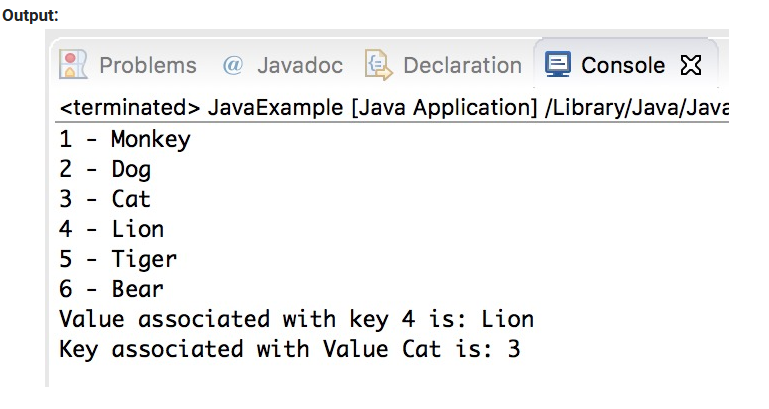 Output:
Problems @ Javadoc Declaration Console
<terminated> JavaExample [Java Application] /Library/Java/Java
1 - Monkey
2 - Dog
3 - Cat
4 - Lion
5 - Tiger
6 - Bear
Value associated with key 4 is: Lion
Key associated with Value Cat is: 3